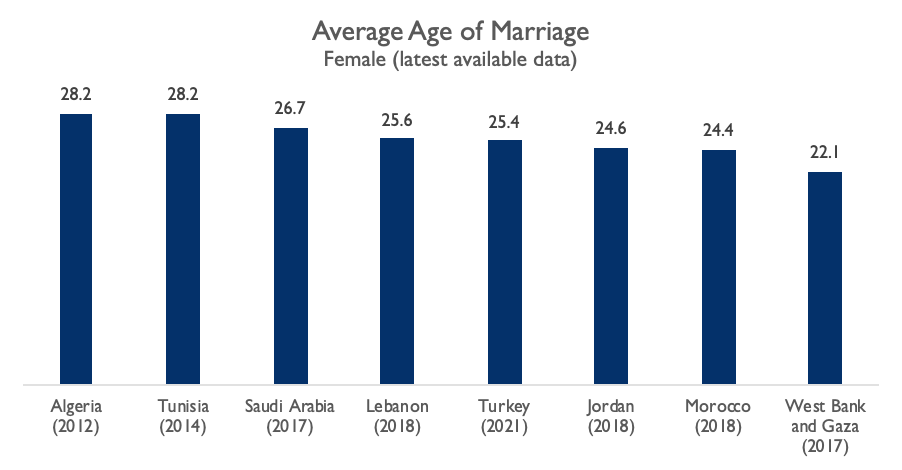 Average Age of Marriage
Female (latest available data)
28.2
28.2
26.7
25.6
25.4
24.6
24.4
22.1
Algeria
(2012)
Tunisia
(2014)
Saudi Arabia
(2017)
Lebanon
(2018)
Turkey
(2021)
Jordan
(2018)
Morocco
(2018)
West Bank
and Gaza
(2017)